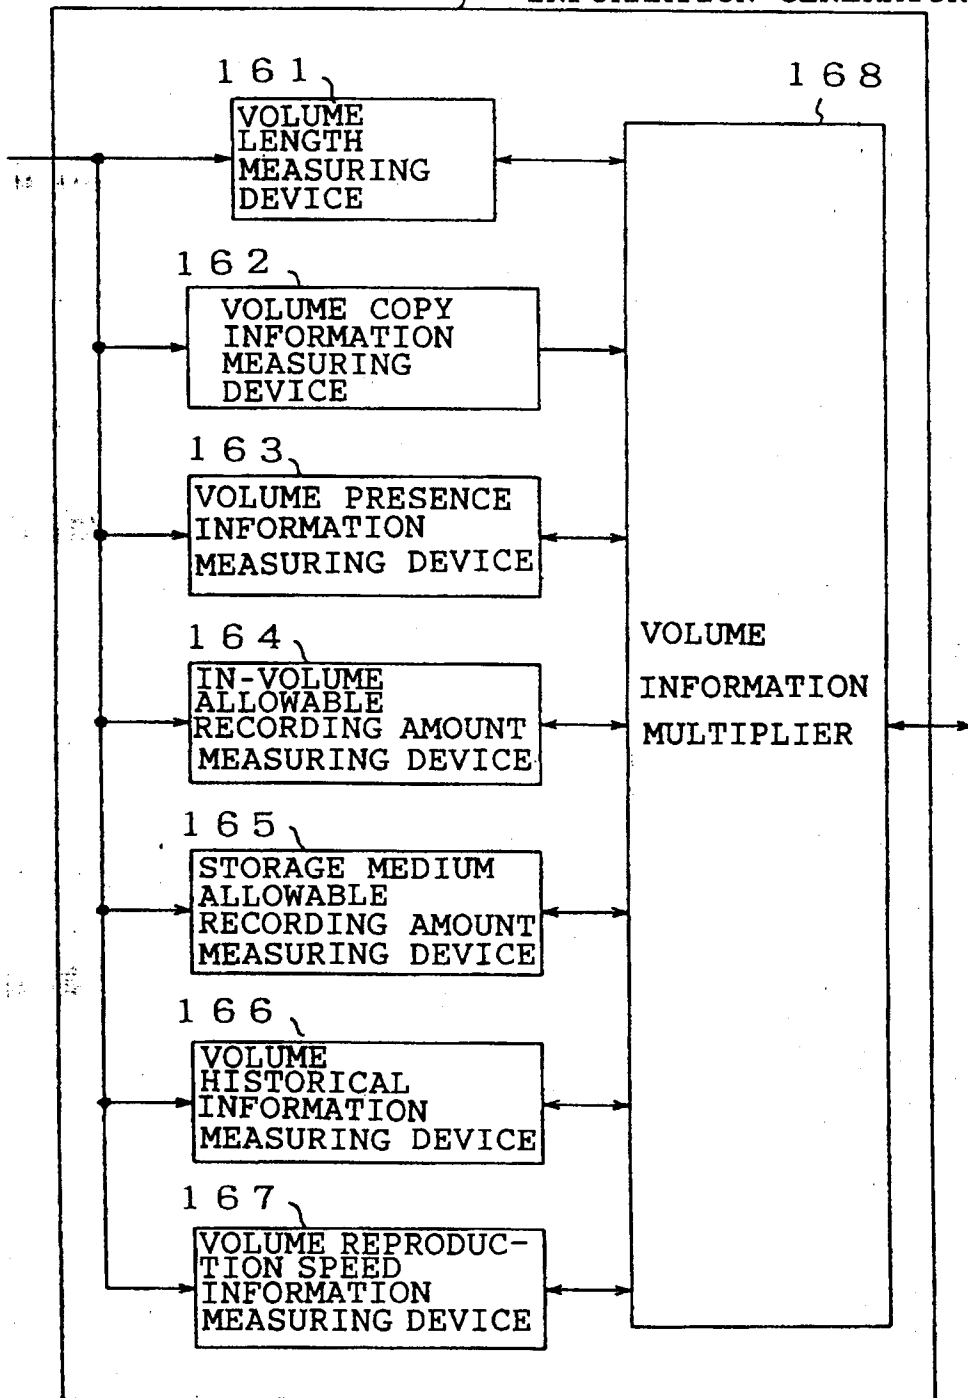 161
168
VOLUME
LENGTH
MEASURING
DEVICE
162
VOLUME COPY
INFORMATION
MEASURING
DEVICE
163
VOLUME PRESENCE
INFORMATION
MEASURING DEVICE
164
IN-VOLUME
ALLOWABLE
RECORDING AMOUNT
MEASURING DEVICE
VOLUME
INFORMATION
MULTIPLIER
165
STORAGE MEDIUM
ALLOWABLE
RECORDING AMOUNT
MEASURING DEVICE
166
VOLUME
HISTORICAL
INFORMATION
MEASURING DEVICE
167
VOLUME REPRODUC-
TION SPEED
INFORMATION
MEASURING DEVICE